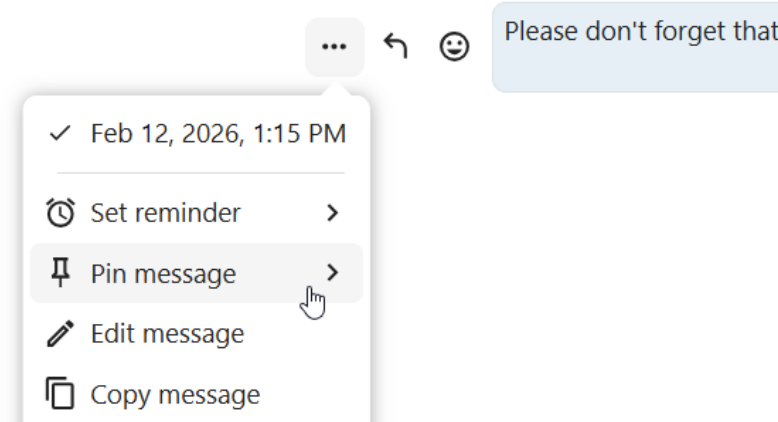 Please don't forget that
Feb 12, 2026, 1:15 PM
Set reminder
Pin message
Edit message
Copy message